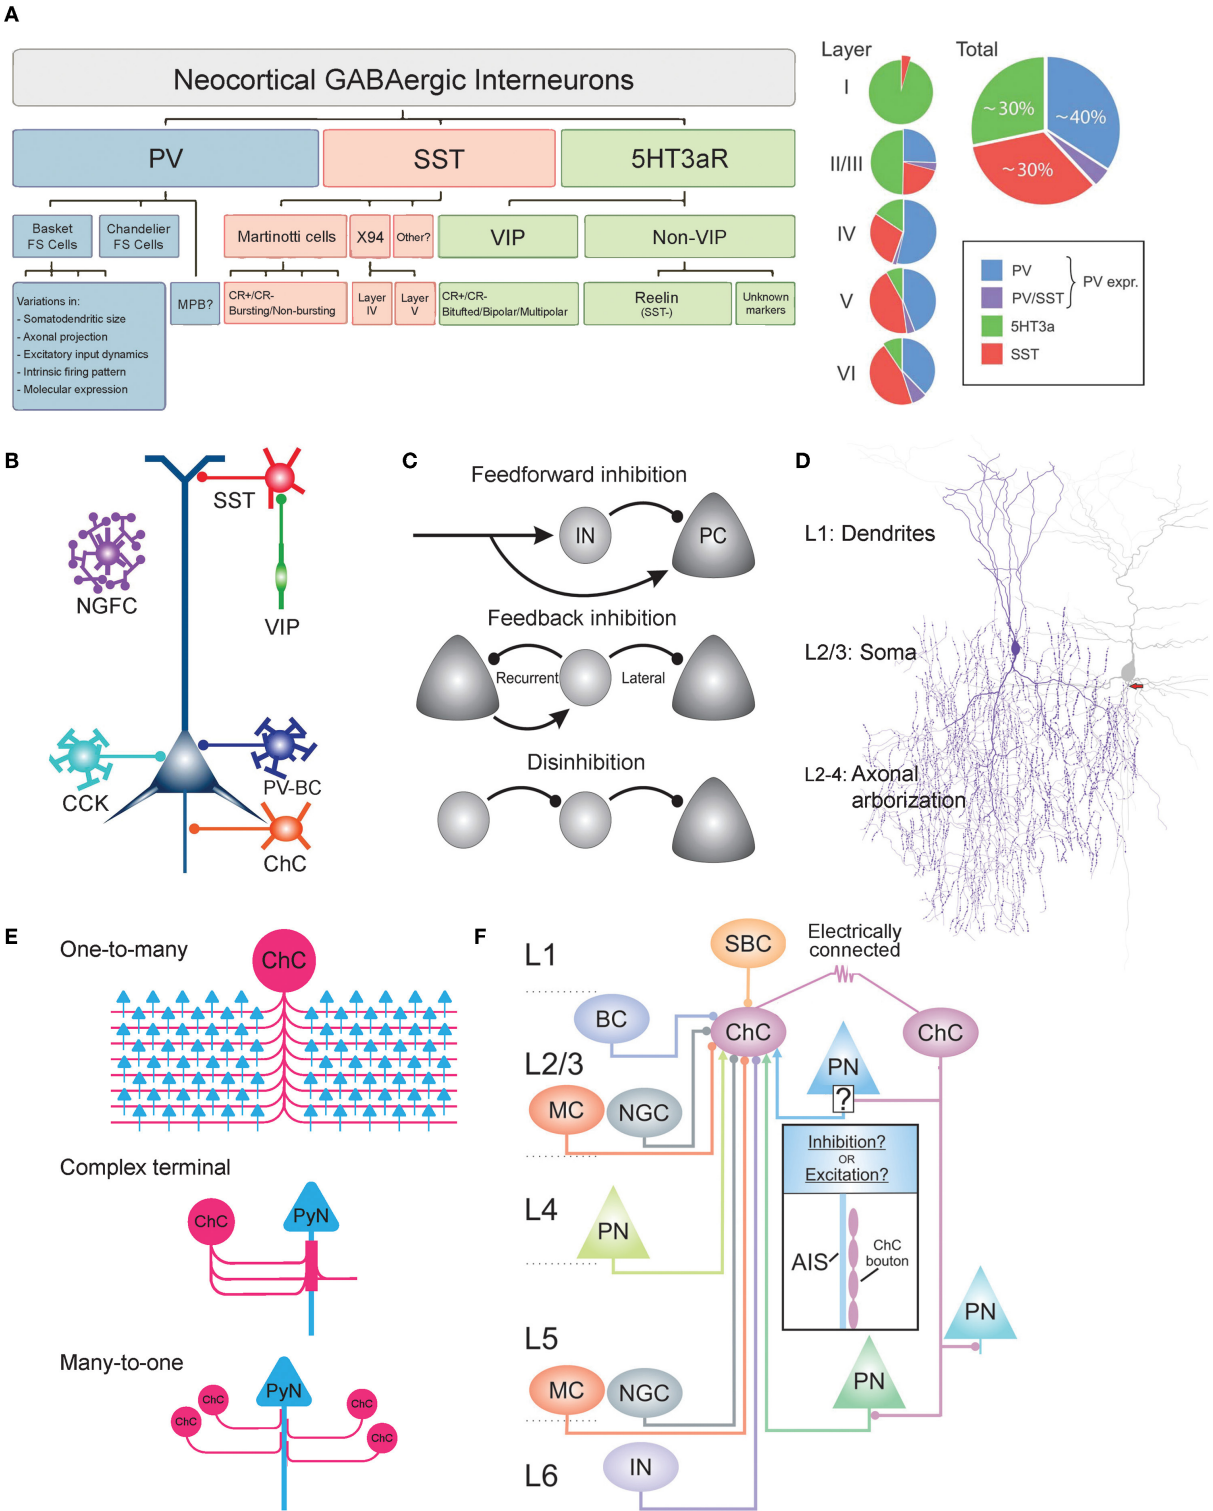 A
Neocortical GABAergic Interneurons
PV
SST
5HT3aR
Basket
FS Cells
Chandelier
FS Cells
Martinotti cells
X94
Other?
VIP
Non-VIP
Variations in:
- Somatodendritic size
- Axonal projection
- Excitatory input dynamics
- Intrinsic firing pattern
- Molecular expression
MPB?
CR+/CR-
Bursting/Non-bursting
Layer
IV
Layer
V
CR+/CR-
Bitufted/Bipolar/Multipolar
Reelin
(SST-)
Unknown
markers
Layer
I
II/III
IV
V
VI
Total
~30%
~40%
~30%
PV
PV/SST
PV expr.
5HT3a
SST
B
SST
NGFC
VIP
CCK
PV-BC
ChC
C
Feedforward inhibition
IN
PC
Feedback inhibition
Recurrent
Lateral
Disinhibition
D
L1: Dendrites
L2/3: Soma
L2-4: Axonal
arborization
E
One-to-many
ChC
Complex terminal
ChC
PyN
Many-to-one
PyN
ChC
ChC
ChC
ChC
F
L1
SBC
Electrically
connected
BC
ChC
ChC
L2/3
PN
?
MC
NGC
Inhibition?
OR
Excitation?
L4
PN
AIS
ChC
bouton
PN
L5
PN
MC
NGC
L6
IN